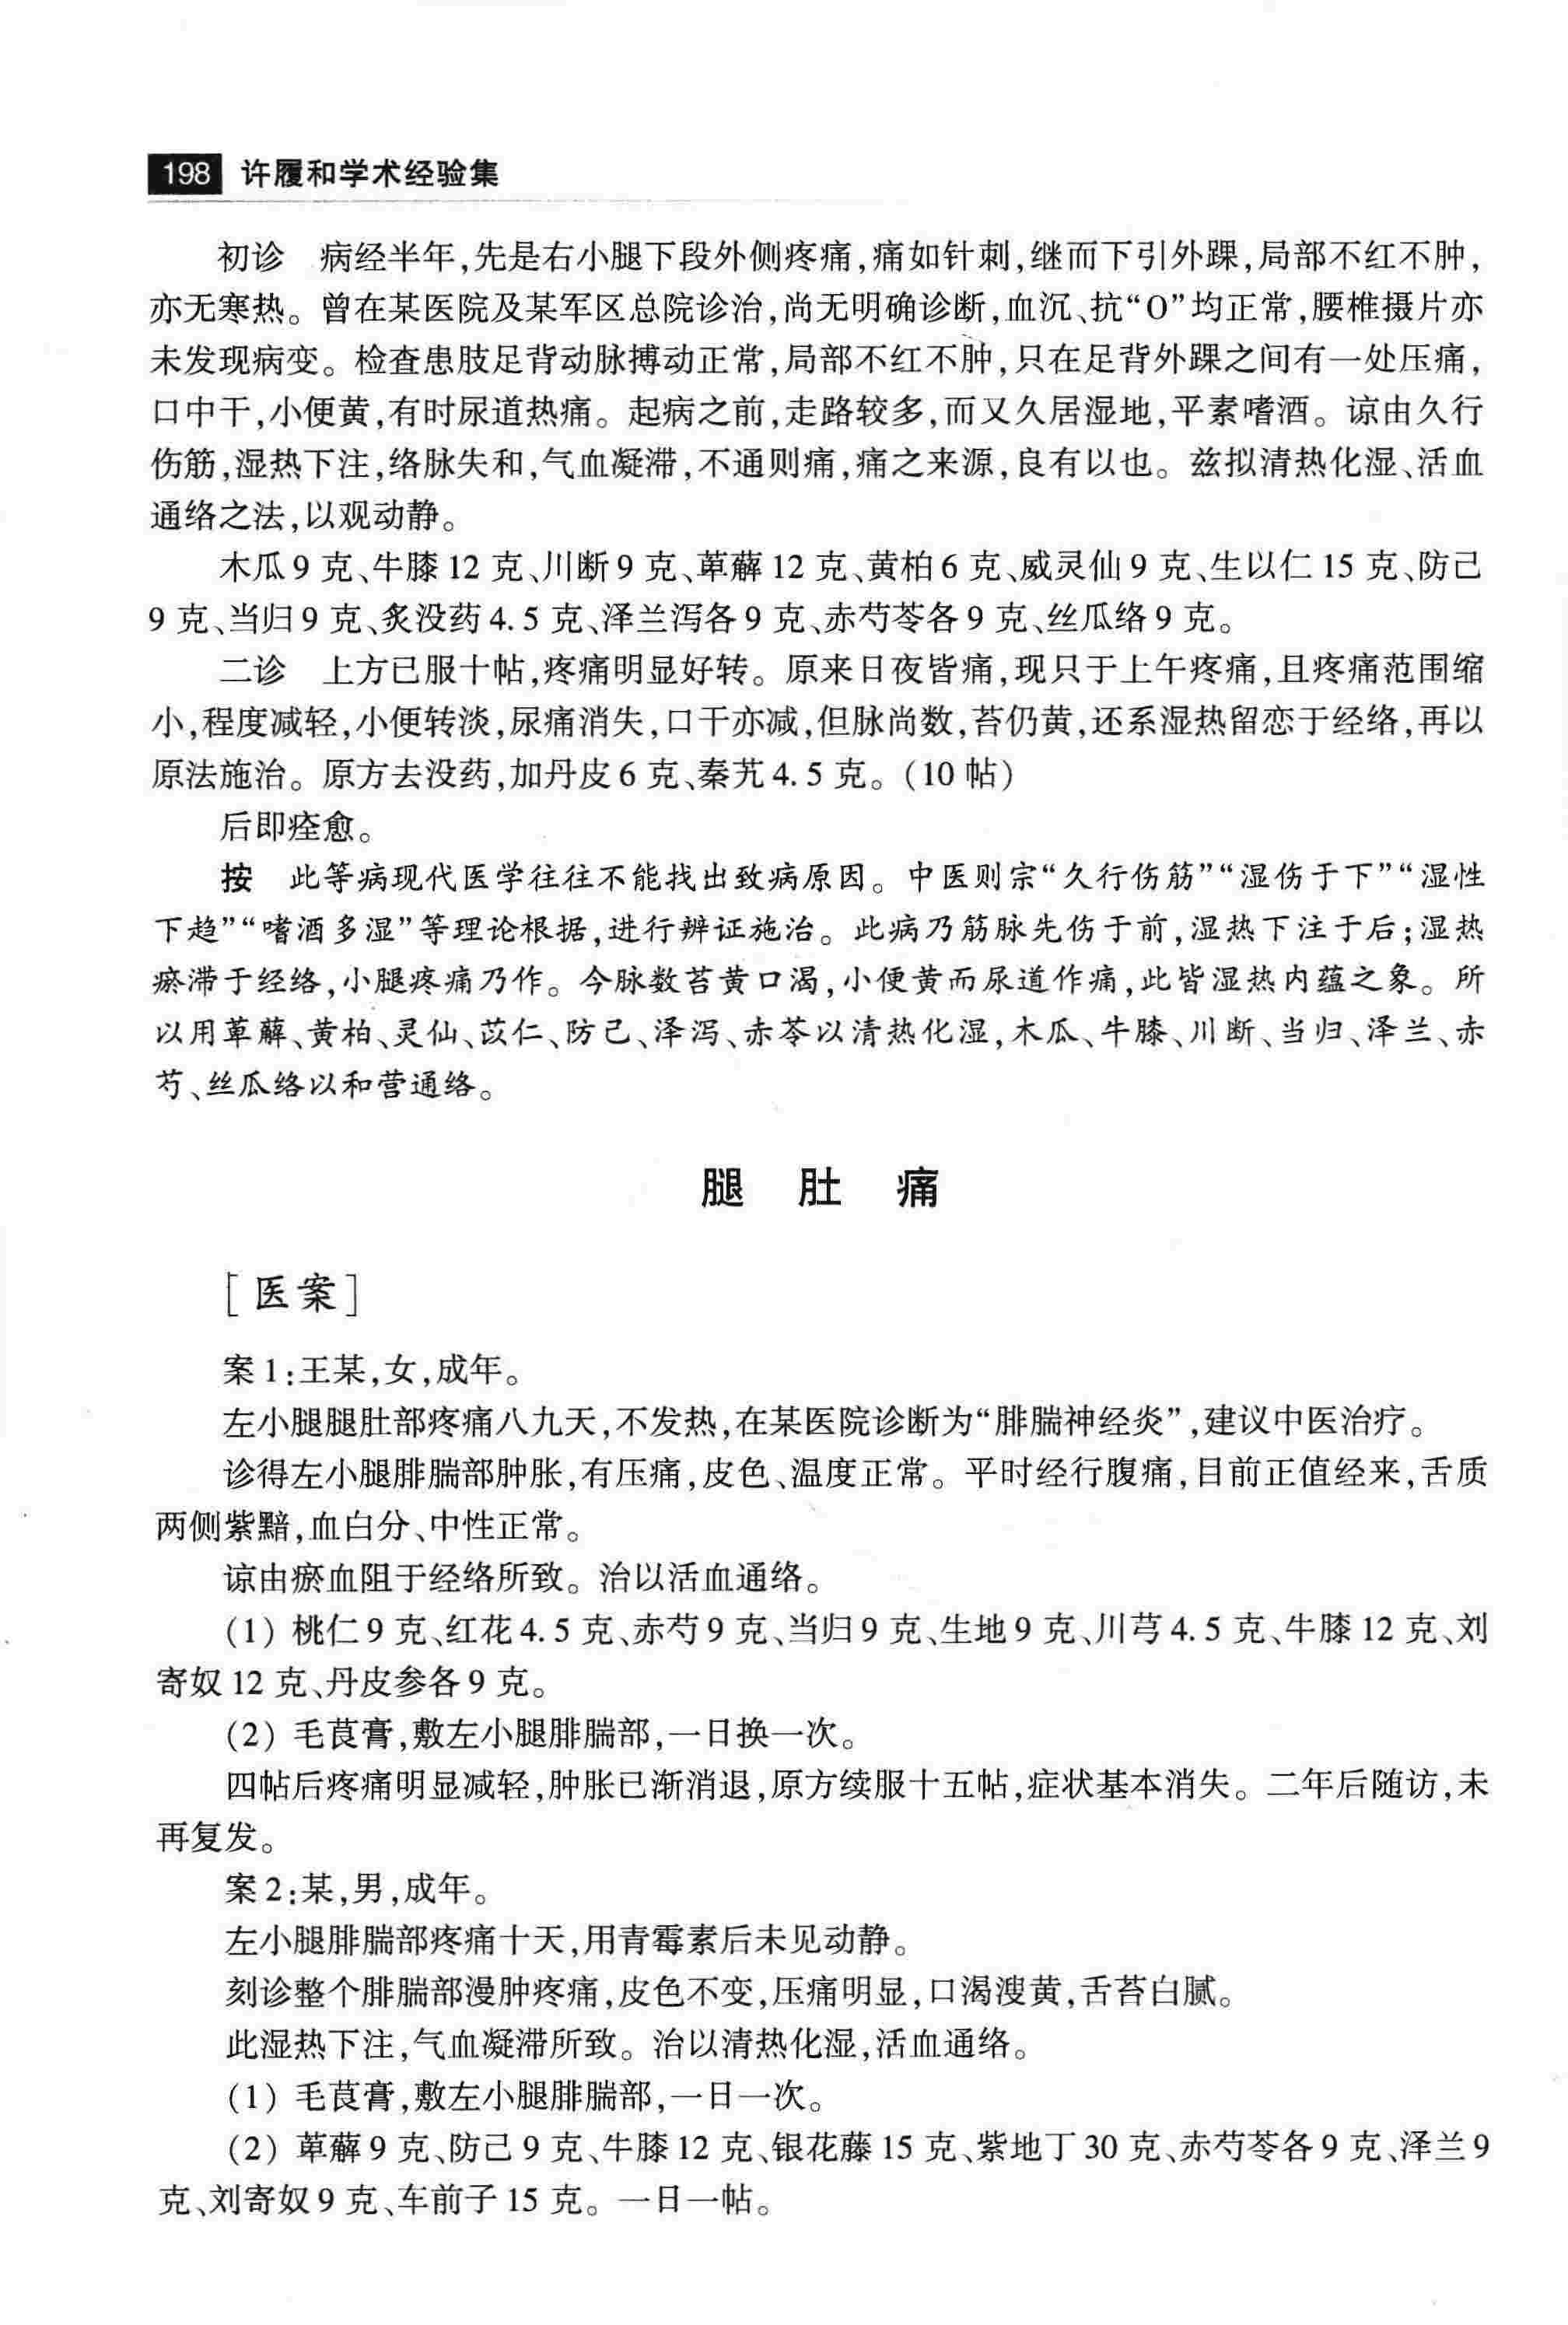 198 许履和学术经验集
初诊　病经半年,先是右小腿下段外侧疼痛,痛如针刺,继而下引外踝,局部不红不肿,
亦无寒热。曾在某医院及某军区总院诊治,尚无明确诊断,血沉、抗“O”均正常,腰椎摄片亦
未发现病变。检查患肢足背动脉搏动正常,局部不红不肿,只在足背外踝之间有一处压痛,
口中干,小便黄,有时尿道热痛。起病之前,走路较多,而又久居湿地,平素嗜酒。谅由久行
伤筋,湿热下注,络脉失和,气血凝滞,不通则痛,痛之来源,良有以也。兹拟清热化湿、活血
通络之法,以观动静。
木瓜9克、牛膝12克、川断9克、萆薢12克、黄柏6克、威灵仙9克、生以仁15克、防己
9克、当归9克、炙没药4.5克、泽兰泻各9克、赤芍苓各9克、丝瓜络9克。
二诊　上方已服十帖,疼痛明显好转。原来日夜皆痛,现只于上午疼痛,且疼痛范围缩
小,程度减轻,小便转淡,尿痛消失,口干亦减,但脉尚数,苔仍黄,还系湿热留恋于经络,再以
原法施治。原方去没药,加丹皮6克、秦艽4.5克。(10帖)
后即痊愈。
按　此等病现代医学往往不能找出致病原因。中医则宗“久行伤筋”“湿伤于下”“湿性
下趋”“嗜酒多湿”等理论根据,进行辨证施治。此病乃筋脉先伤于前,湿热下注于后;湿热
瘀滞于经络,小腿疼痛乃作。今脉数苔黄口渴,小便黄而尿道作痛,此皆湿热内蕴之象。所
以用萆薢、黄柏、灵仙、苡仁、防己、泽泻、赤苓以清热化湿,木瓜、牛膝、川断、当归、泽兰、赤
芍、丝瓜络以和营通络。
腿肚痛
[医案]
案1:王某,女,成年。
左小腿腿肚部疼痛八九天,不发热,在某医院诊断为“腓腨神经炎”,建议中医治疗。
诊得左小腿腓腨部肿胀,有压痛,皮色、温度正常。平时经行腹痛,目前正值经来,舌质
两侧紫黯,血白分、中性正常。
谅由瘀血阻于经络所致。治以活血通络。
(1) 桃仁9克、红花4.5克、赤芍9克、当归9克、生地9克、川芎4.5克、牛膝12克、刘
寄奴12克、丹皮参各9克。
(2) 毛茛膏,敷左小腿腓腨部,一日换一次。
四帖后疼痛明显减轻,肿胀已渐消退,原方续服十五帖,症状基本消失。二年后随访,未
再复发。
案2:某,男,成年。
左小腿腓腨部疼痛十天,用青霉素后未见动静。
刻诊整个腓腨部漫肿疼痛,皮色不变,压痛明显,口渴溲黄,舌苔白腻。
此湿热下注,气血凝滞所致。治以清热化湿,活血通络。
(1) 毛茛膏,敷左小腿腓腨部,一日一次。
(2) 萆薢9克、防己9克、牛膝12克、银花藤15克、紫地丁30克、赤芍苓各9克、泽兰9
克、刘寄奴9克、车前子15克。一日一帖。